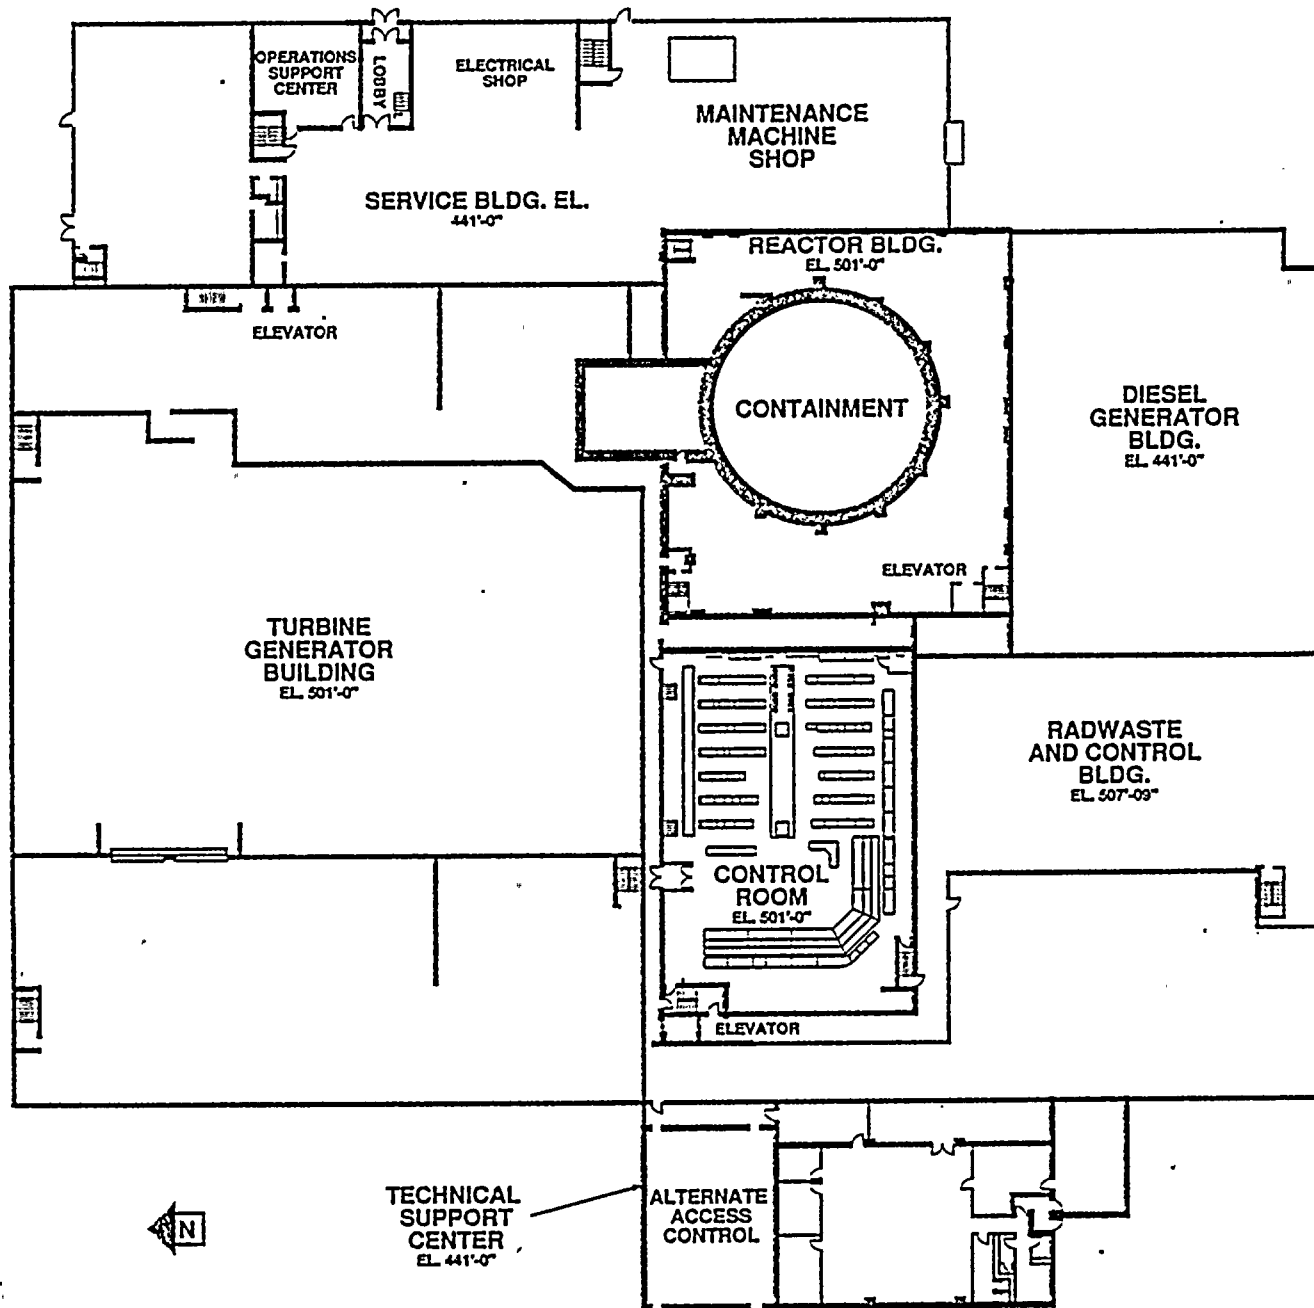 OPERATIONS
SUPPORT
CENTER
LOBBY
ELECTRICAL
SHOP
MAINTENANCE
MACHINE
SHOP
SERVICE BLDG. EL.
441'-0"
REACTOR BLDG.
EL. 501'-0"
ELEVATOR
CONTAINMENT
DIESEL
GENERATOR
BLDG.
EL. 441'-0"
ELEVATOR
TURBINE
GENERATOR
BUILDING
EL. 501'-0"
RADWASTE
AND CONTROL
BLDG.
EL. 507'-09"
CONTROL
ROOM
EL. 501'-0"
ELEVATOR
TECHNICAL
SUPPORT
CENTER
EL. 441'-0"
ALTERNATE
ACCESS
CONTROL
N